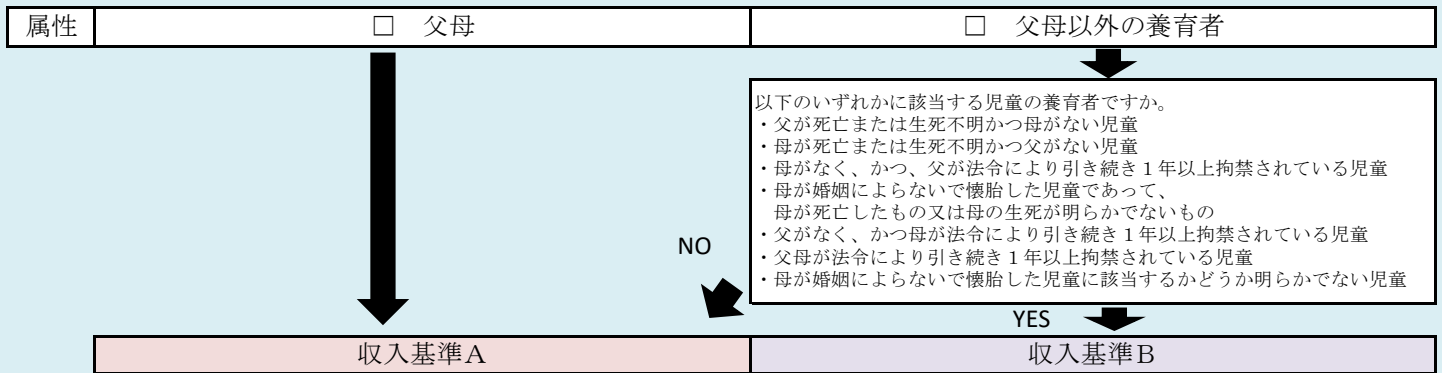 属性
□ 父母
□ 父母以外の養育者
以下のいずれかに該当する児童の養育者ですか。
・父が死亡または生死不明かつ母がない児童
・母が死亡または生死不明かつ父がない児童
・母がなく、かつ、父が法令により引き続き１年以上拘禁されている児童
・母が婚姻によらないで懐胎した児童であって、
母が死亡したもの又は母の生死が明らかでないもの
・父がなく、かつ母が法令により引き続き１年以上拘禁されている児童
・父母が法令により引き続き１年以上拘禁されている児童
・母が婚姻によらないで懐胎した児童に該当するかどうか明らかでない児童
NO
YES
収入基準Ａ
収入基準Ｂ